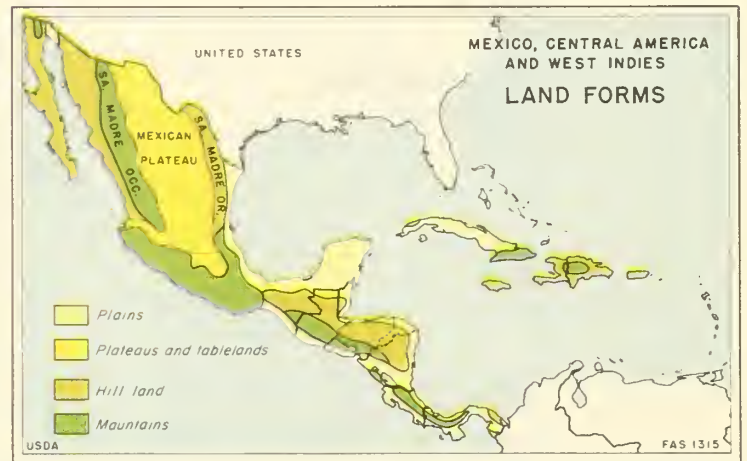 UNITED STATES
MEXICO, CENTRAL AMERICA
AND WEST INDIES
LAND FORMS
SA. MADRE OCC.
MEXICAN
PLATEAU
SA. MADRE OR.
Plains
Plateaus and tablelands
Hill land
Mountains
USDA
FAS 1315